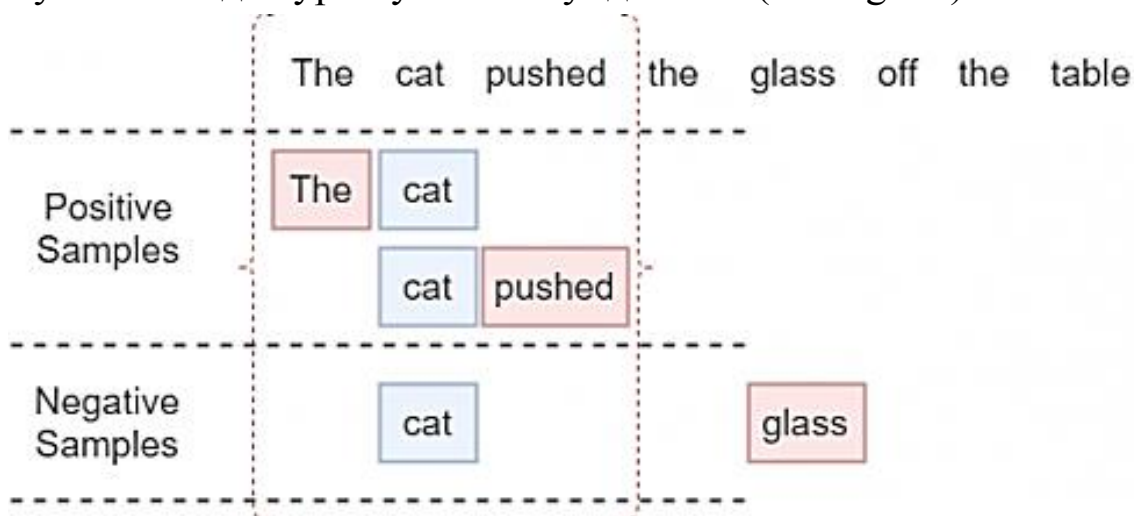 The cat pushed the glass off the table
Positive
Samples
The cat
cat pushed
Negative
Samples
cat glass